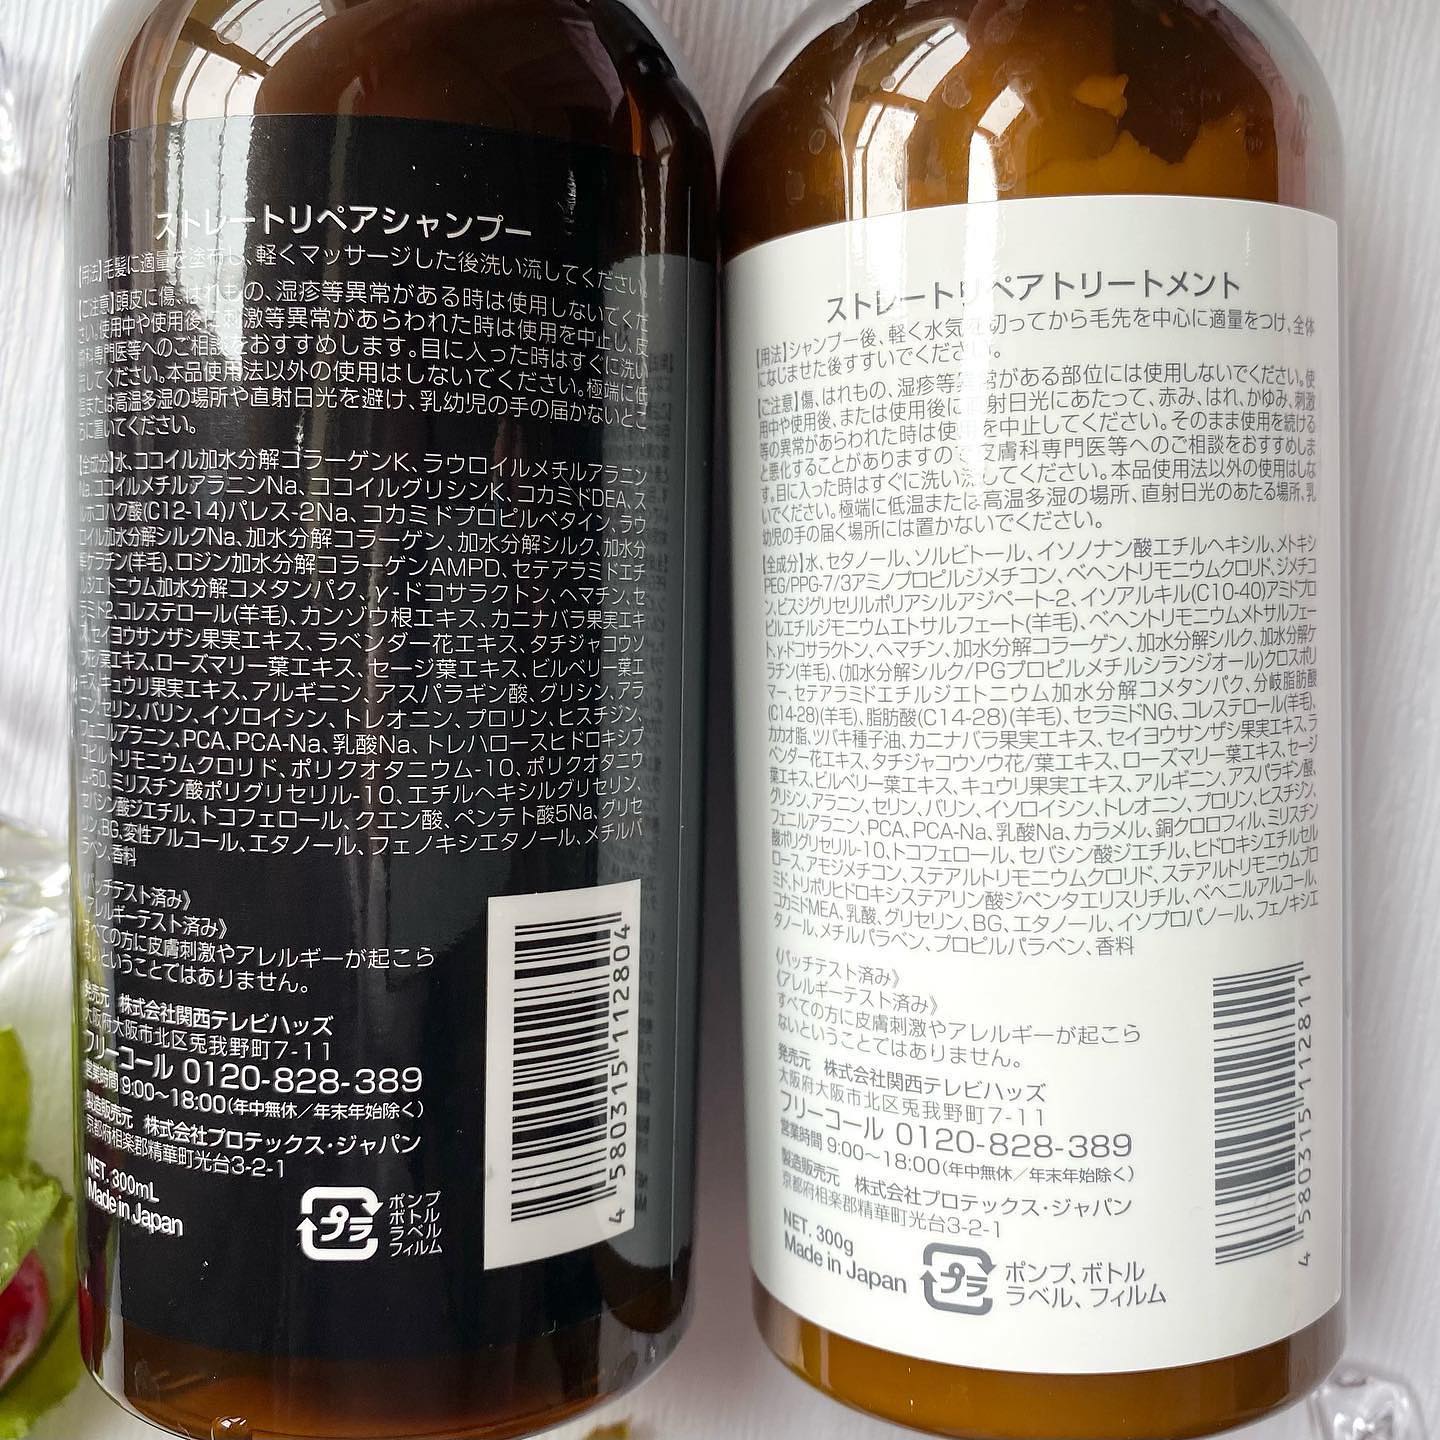 ストレートリペアシャンプー
【用法】毛髪に適量を塗布し、軽くマッサージした後洗い流してください。
【ご注意】頭皮に傷、はれもの、湿疹等異常がある時は使用しないでくだ
さい。使用中や使用後に刺激等異常があらわれた時は使用を中止し、皮
膚科専門医等へのご相談をおすすめします。目に入った時はすぐに洗い
流してください。本品使用法以外の使用はしないでください。極端に低
温または高温多湿の場所や直射日光を避け、乳幼児の手の届かないとこ
ろに置いてください。
【全成分】水、ココイル加水分解コラーゲンK、ラウロイルメチルアラニン
Na、ココイルメチルアラニンNa、ココイルグリシンK、コカミドDEA、ス
ルホコハク酸(C12-14)パレス-2Na、コカミドプロピルベタイン、ラウ
ロイル加水分解シルクNa、加水分解コラーゲン、加水分解シルク、加水分
解ケラチン(羊毛)、ロジン加水分解コラーゲンAMPD、セテアラミドエチ
ルジエトニウム加水分解コメタンパク、γ-ドコサラクトン、ヘマチン、セ
ラミド2、コレステロール(羊毛)、カンゾウ根エキス、カニナバラ果実エキ
ス、セイヨウサンザシ果実エキス、ラベンダー花エキス、タチジャコウソ
ウ花/葉エキス、ローズマリー葉エキス、セージ葉エキス、ビルベリー葉エ
キス、キュウリ果実エキス、アルギニン、アスパラギン酸、グリシン、アラ
ニン、セリン、バリン、イソロイシン、トレオニン、プロリン、ヒスチジン、
フェニルアラニン、PCA、PCA-Na、乳酸Na、トレハロースヒドロキシプ
ロピルトリモニウムクロリド、ポリクオタニウム-10、ポリクオタニウ
ム-50、ミリスチン酸ポリグリセリル-10、エチルヘキシルグリセリン、
セバシン酸ジエチル、トコフェロール、クエン酸、ペンテト酸5Na、グリセ
リン、BG、変性アルコール、エタノール、フェノキシエタノール、メチルパ
ラベン、香料
《パッチテスト済み》
《アレルギーテスト済み》
すべての方に皮膚刺激やアレルギーが起こら
ないということではありません。
発売元 株式会社関西テレビハッズ
大阪府大阪市北区兎我野町7-11
フリーコール 0120-828-389
営業時間 9:00〜18:00(年中無休／年末年始除く)
製造販売元 株式会社プロテックス・ジャパン
京都府相楽郡精華町光台3-2-1
NET. 300mL
Made in Japan
プラ
ポンプ
ボトル
ラベル
フィルム
4 580315 112804
ストレートリペアトリートメント
【用法】シャンプー後、軽く水気を切ってから毛先を中心に適量をつけ、全体
になじませた後すすいでください。
【ご注意】傷、はれもの、湿疹等異常がある部位には使用しないでください。使
用中や使用後、または使用後に直射日光にあたって、赤み、はれ、かゆみ、刺激
等の異常があらわれた時は使用を中止してください。そのまま使用を続ける
と悪化することがありますので皮膚科専門医等へのご相談をおすすめしま
す。目に入った時はすぐに洗い流してください。本品使用法以外の使用はしな
いでください。極端に低温または高温多湿の場所、直射日光のあたる場所、乳
幼児の手の届く場所には置かないでください。
【全成分】水、セタノール、ソルビトール、イソノナン酸エチルヘキシル、メトキシ
PEG/PPG-7/3アミノプロピルジメチコン、ベヘントリモニウムクロリド、ジメチコ
ン、ビスジグリセリルポリアシルアジペート-2、イソアルキル(C10-40)アミドプロ
ピルエチルジモニウムエトサルフェート(羊毛)、ベヘントリモニウムメトサルフェー
ト、γ-ドコサラクトン、ヘマチン、加水分解コラーゲン、加水分解シルク、加水分解ケ
ラチン(羊毛)、(加水分解シルク/PGプロピルメチルシランジオール)クロスポリ
マー、セテアラミドエチルジエトニウム加水分解コメタンパク、分岐脂肪酸
(C14-28)(羊毛)、脂肪酸(C14-28)(羊毛)、セラミドNG、コレステロール(羊毛)、
カカオ脂、ツバキ種子油、カニナバラ果実エキス、セイヨウサンザシ果実エキス、ラ
ベンダー花エキス、タチジャコウソウ花/葉エキス、ローズマリー葉エキス、セージ
葉エキス、ビルベリー葉エキス、キュウリ果実エキス、アルギニン、アスパラギン酸、
グリシン、アラニン、セリン、バリン、イソロイシン、トレオニン、プロリン、ヒスチジン、
フェニルアラニン、PCA、PCA-Na、乳酸Na、カラメル、銅クロロフィル、ミリスチン
酸ポリグリセリル-10、トコフェロール、セバシン酸ジエチル、ヒドロキシエチルセル
ロース、アモジメチコン、ステアルトリモニウムクロリド、ステアルトリモニウムブロ
ミド、トリポリヒドロキシステアリン酸ジペンタエリスリチル、ベヘニルアルコール、
コカミドMEA、乳酸、グリセリン、BG、エタノール、イソプロパノール、フェノキシエ
タノール、メチルパラベン、プロピルパラベン、香料
《パッチテスト済み》
《アレルギーテスト済み》
すべての方に皮膚刺激やアレルギーが起こら
ないということではありません。
発売元 株式会社関西テレビハッズ
大阪府大阪市北区兎我野町7-11
フリーコール 0120-828-389
営業時間 9:00〜18:00(年中無休／年末年始除く)
製造販売元 株式会社プロテックス・ジャパン
京都府相楽郡精華町光台3-2-1
NET. 300g
Made in Japan
プラ
ポンプ、ボトル
ラベル、フィルム
4 580315 112811